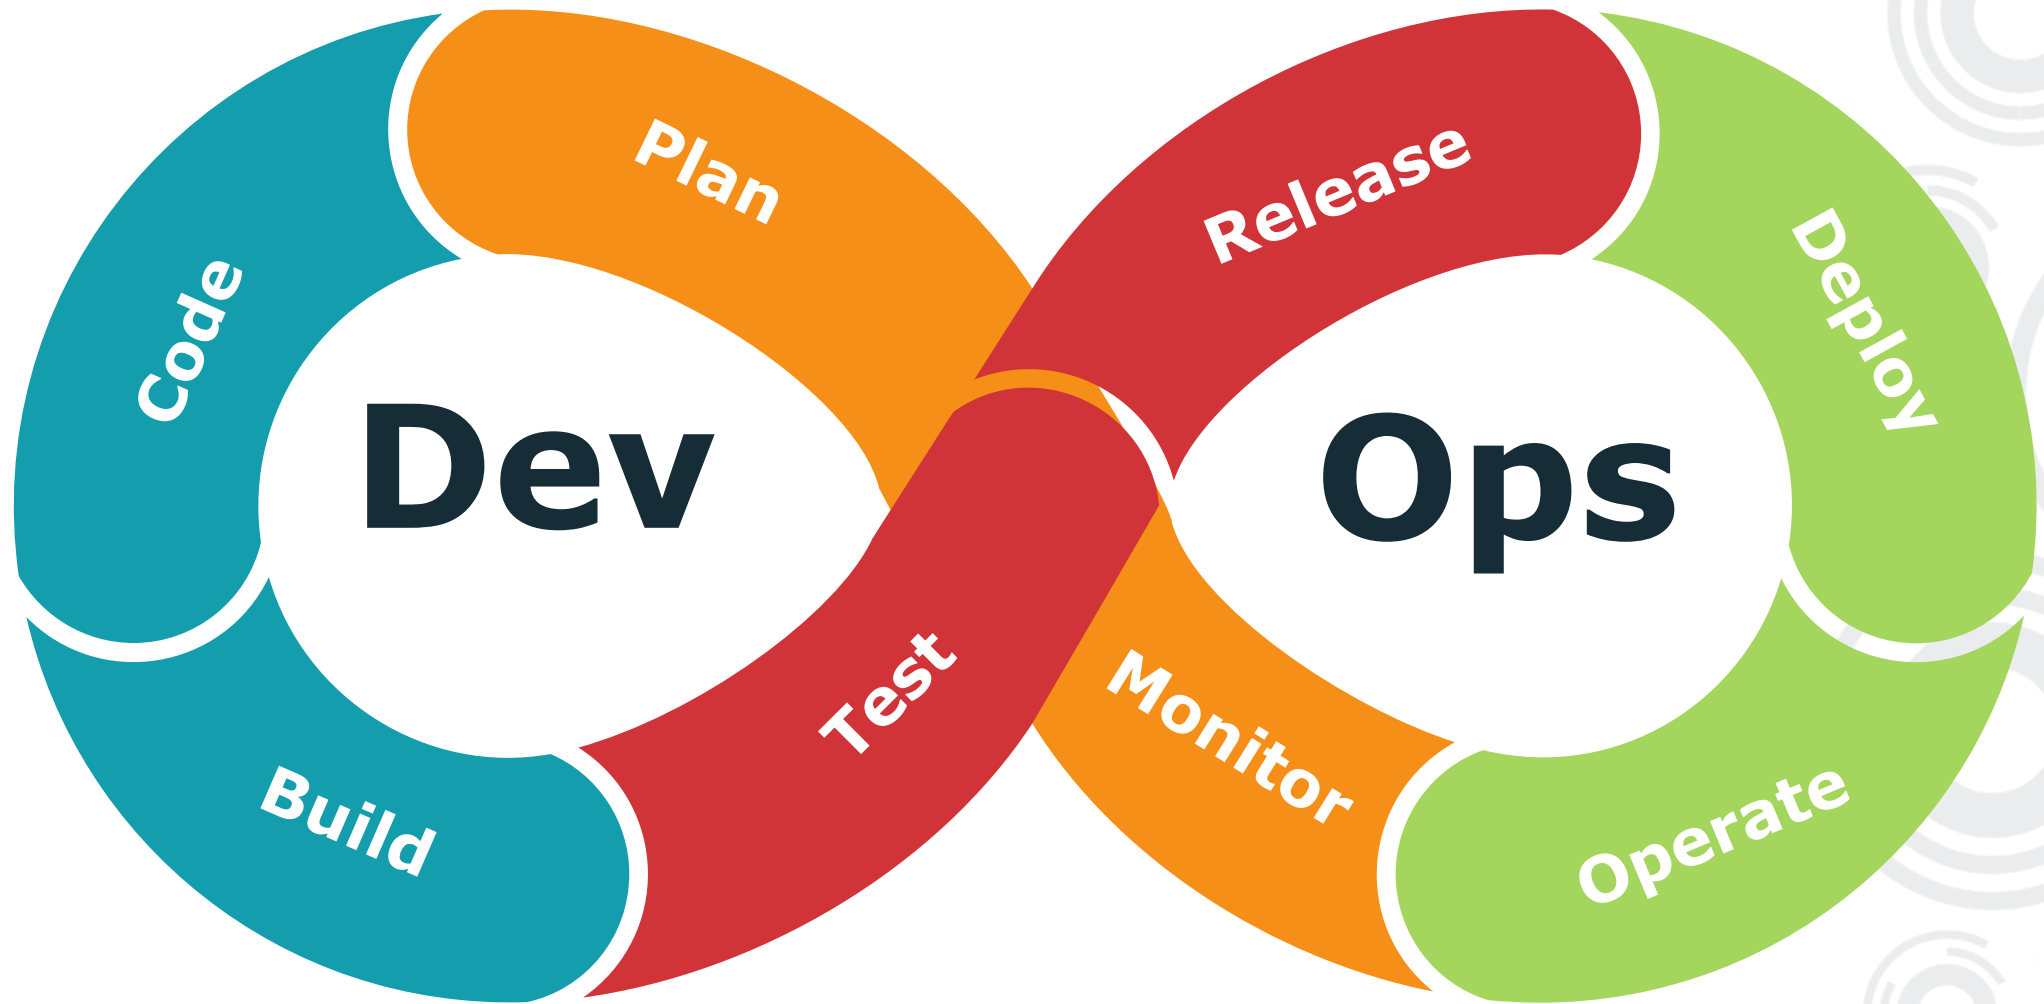 Plan
Code
Build
Test
Release
Deploy
Operate
Monitor
Dev
Ops